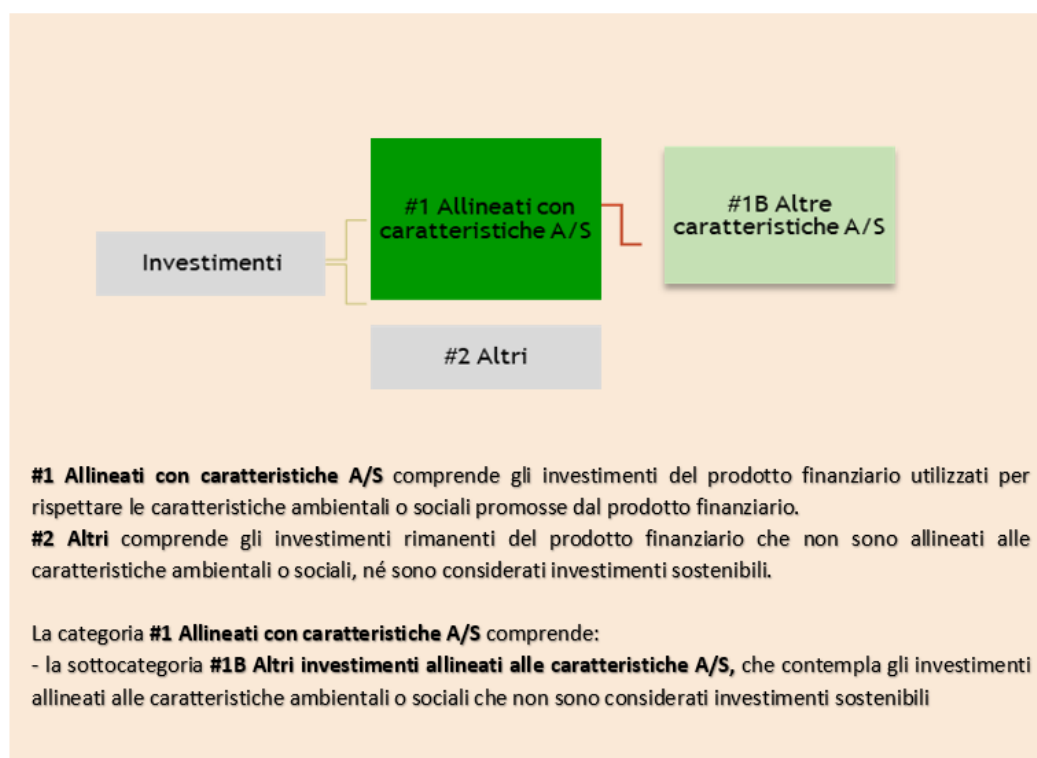 #1 Allineati con
caratteristiche A/S
#1B Altre
caratteristiche A/S
Investimenti
#2 Altri
#1 Allineati con caratteristiche A/S comprende gli investimenti del prodotto finanziario utilizzati per
rispettare le caratteristiche ambientali o sociali promosse dal prodotto finanziario.
#2 Altri comprende gli investimenti rimanenti del prodotto finanziario che non sono allineati alle
caratteristiche ambientali o sociali, né sono considerati investimenti sostenibili.
La categoria #1 Allineati con caratteristiche A/S comprende:
- la sottocategoria #1B Altri investimenti allineati alle caratteristiche A/S, che contempla gli investimenti
allineati alle caratteristiche ambientali o sociali che non sono considerati investimenti sostenibili